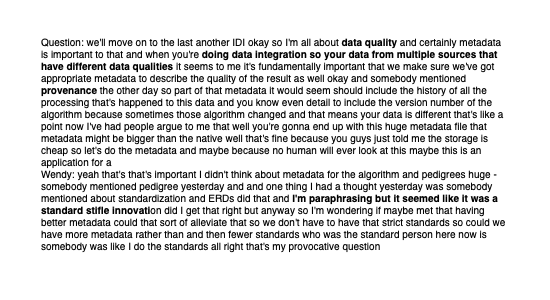 Question: we'll move on to the last another IDI okay so I'm all about data quality and certainly metadata
is important to that and when you're doing data integration so your data from multiple sources that
have different data qualities it seems to me it's fundamentally important that we make sure we've got
appropriate metadata to describe the quality of the result as well okay and somebody mentioned
provenance the other day so part of that metadata it would seem should include the history of all the
processing that's happened to this data and you know even detail to include the version number of the
algorithm because sometimes those algorithm changed and that means your data is different that's like a
point now I've had people argue to me that well you're gonna end up with this huge metadata file that
metadata might be bigger than the native well that's fine because you guys just told me the storage is
cheap so let's do the metadata and maybe because no human will ever look at this maybe this is an
application for a
Wendy: yeah that's that's important I didn't think about metadata for the algorithm and pedigrees huge -
somebody mentioned pedigree yesterday and and one thing I had a thought yesterday was somebody
mentioned about standardization and ERDs did that and I'm paraphrasing but it seemed like it was a
standard stifle innovation did I get that right but anyway so I'm wondering if maybe met that having
better metadata could that sort of alleviate that so we don't have to have that strict standards so could we
have more metadata rather than and then fewer standards who was the standard person here now is
somebody was like I do the standards all right that's my provocative question